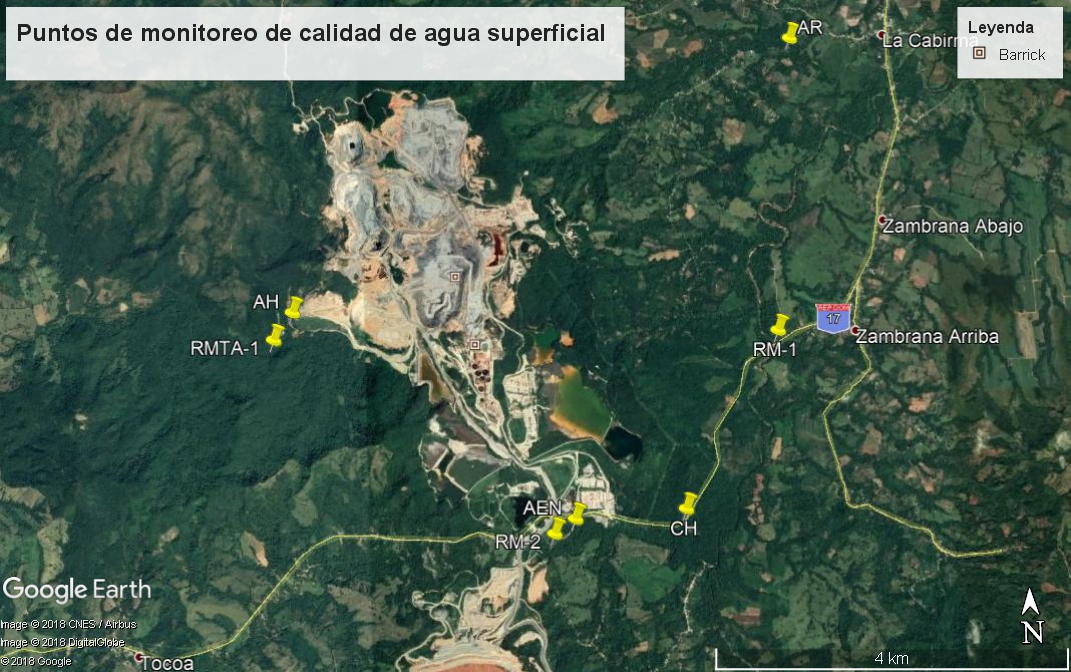 Puntos de monitoreo de calidad de agua superficial
AR
La Cabirma
Leyenda
Barrick
Zambrana Abajo
AH
RMTA-1
17
RM-1
Zambrana Arriba
AEN
RM-2
CH
Google Earth
Image © 2018 CNES / Airbus
Image © 2018 DigitalGlobe
© 2018 Google
Tocoa
4 km
N